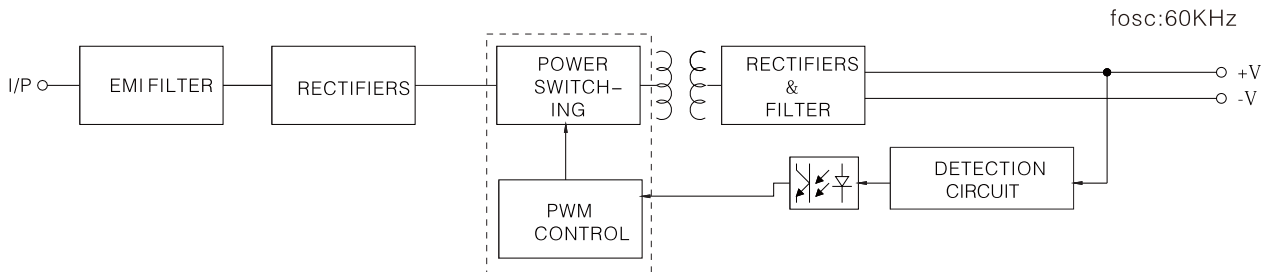 fosc:60KHz
I/P
EMI FILTER
RECTIFIERS
POWER
SWITCH-
ING
RECTIFIERS
&
FILTER
+V
-V
DETECTION
CIRCUIT
PWM
CONTROL